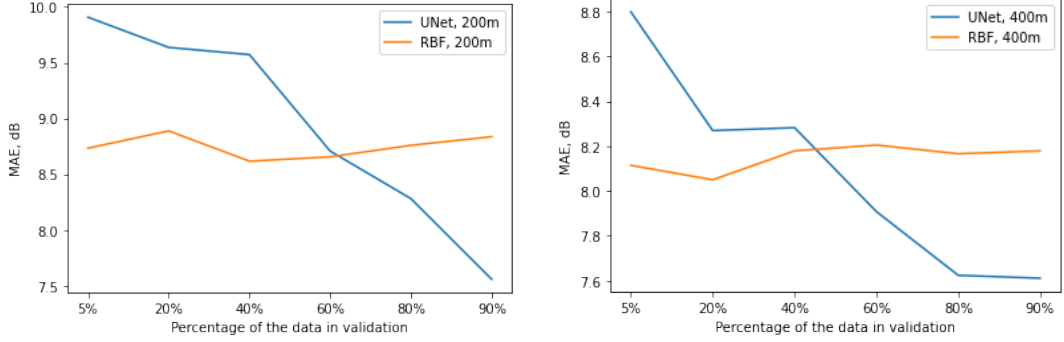 10.0
9.5
9.0
8.5
8.0
7.5
MAE, dB
UNet, 200m
RBF, 200m
5% 20% 40% 60% 80% 90%
Percentage of the data in validation
8.8
8.6
8.4
8.2
8.0
7.8
7.6
MAE, dB
UNet, 400m
RBF, 400m
5% 20% 40% 60% 80% 90%
Percentage of the data in validation